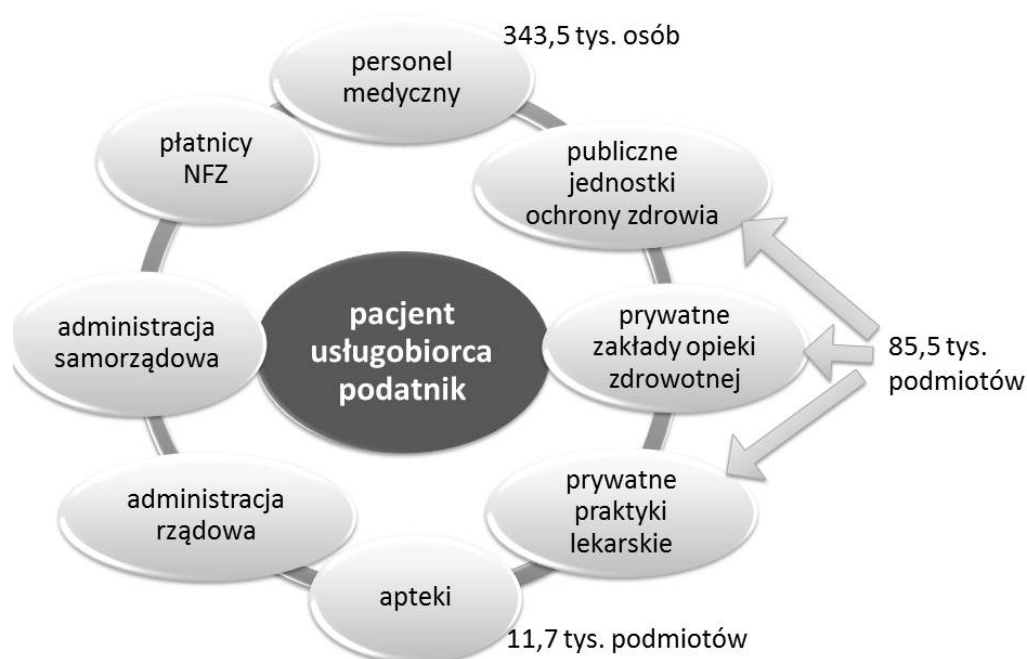 343,5 tys. osób
personel
medyczny
płatnicy
NFZ
publiczne
jednostki
ochrony zdrowia
administracja
samorządowa
pacjent
usługobiorca
podatnik
prywatne
zakłady opieki
zdrowotnej
85,5 tys.
podmiotów
administracja
rządowa
prywatne
praktyki
lekarskie
apteki
11,7 tys. podmiotów